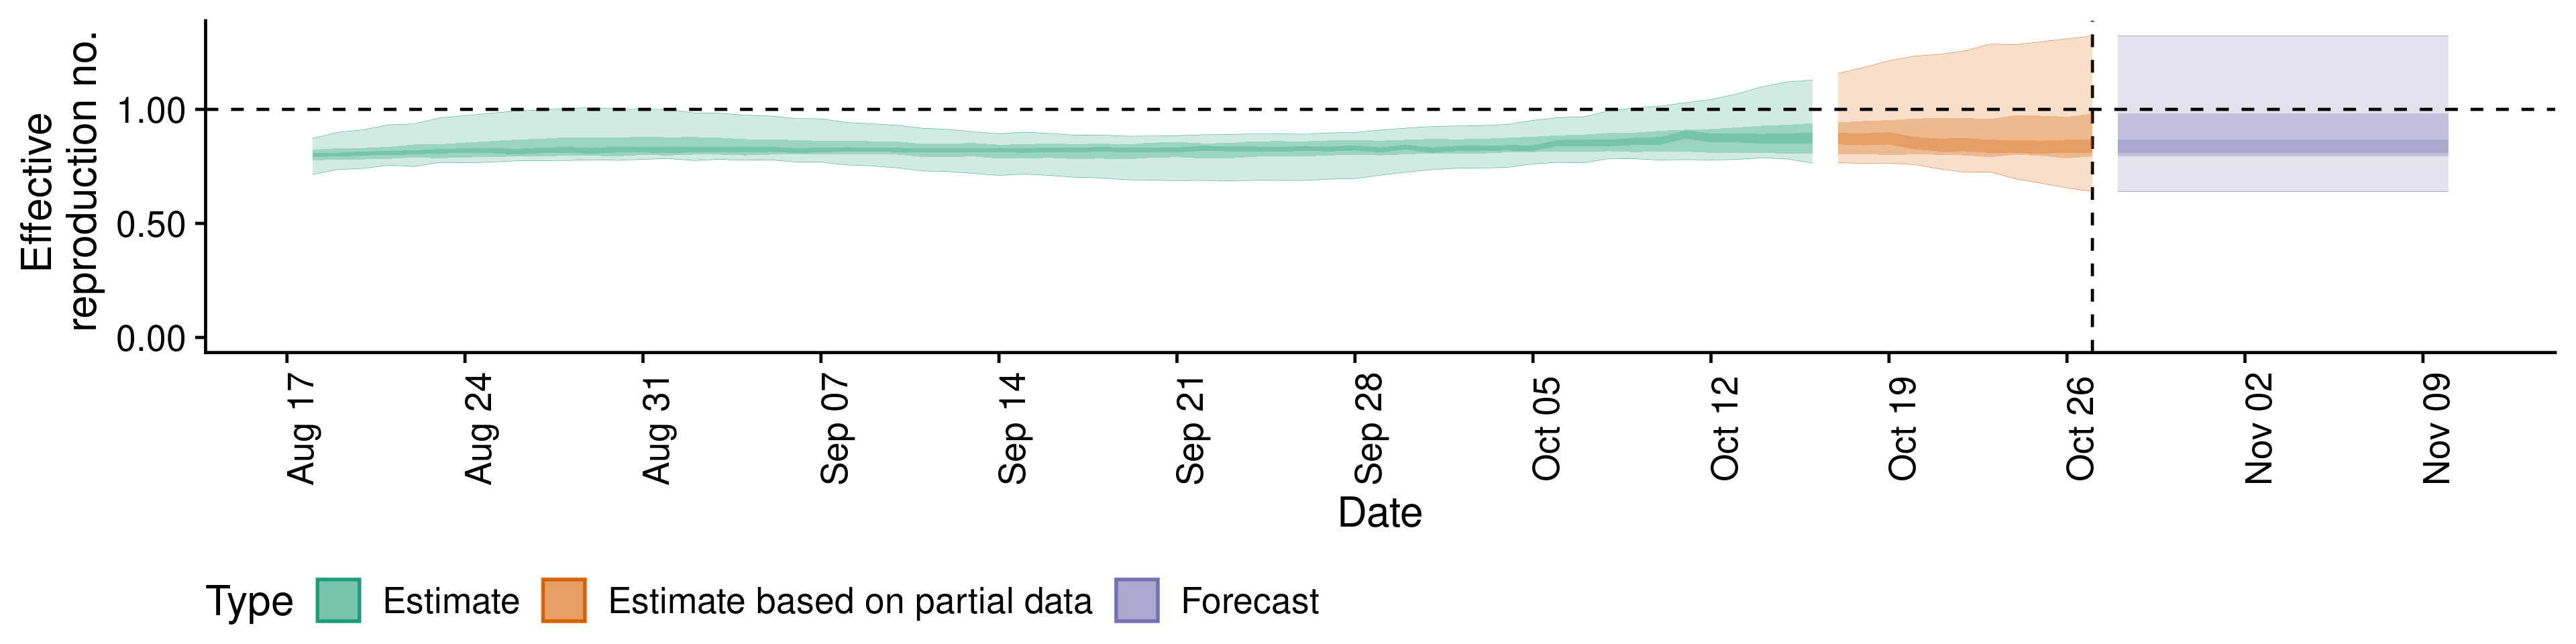 Effective
reproduction no.
1.00
0.50
0.00
Aug 17
Aug 24
Aug 31
Sep 07
Sep 14
Sep 21
Sep 28
Oct 05
Oct 12
Oct 19
Oct 26
Nov 02
Nov 09
Date
Type Estimate Estimate based on partial data Forecast